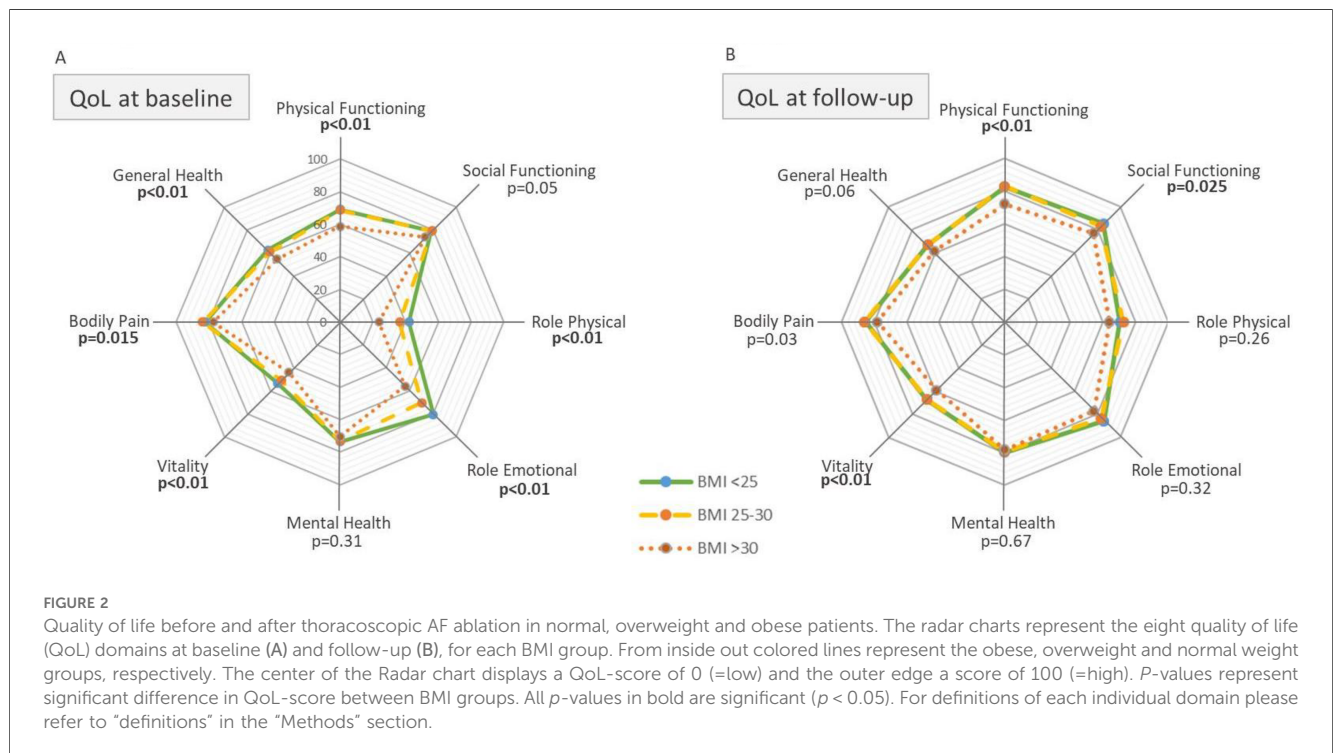 A
QoL at baseline
Physical Functioning
p<0.01
Social Functioning
p=0.05
Role Physical
p<0.01
Role Emotional
p<0.01
Mental Health
p=0.31
Vitality
p<0.01
Bodily Pain
p=0.015
General Health
p<0.01
100
80
60
40
20
0
B
QoL at follow-up
Physical Functioning
p<0.01
Social Functioning
p=0.025
Role Physical
p=0.26
Role Emotional
p=0.32
Mental Health
p=0.67
Vitality
p<0.01
Bodily Pain
p=0.03
General Health
p=0.06
BMI <25
BMI 25-30
BMI >30
FIGURE 2
Quality of life before and after thoracoscopic AF ablation in normal, overweight and obese patients. The radar charts represent the eight quality of life
(QoL) domains at baseline (A) and follow-up (B), for each BMI group. From inside out colored lines represent the obese, overweight and normal weight
groups, respectively. The center of the Radar chart displays a QoL-score of 0 (=low) and the outer edge a score of 100 (=high). P-values represent
significant difference in QoL-score between BMI groups. All p-values in bold are significant (p < 0.05). For definitions of each individual domain please
refer to “definitions” in the “Methods” section.